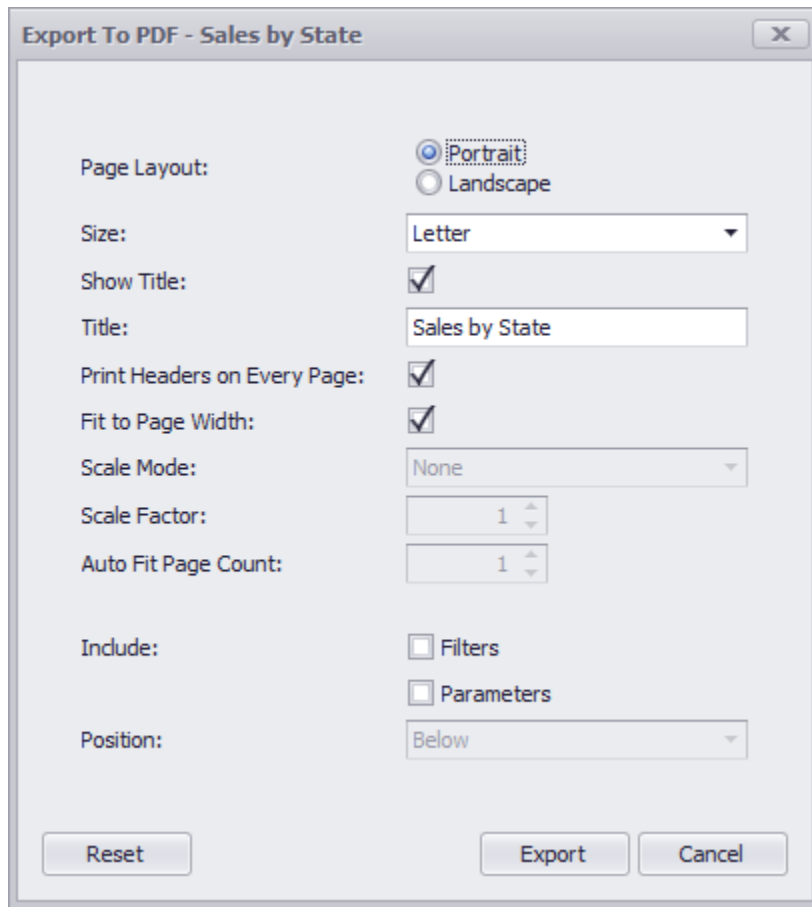 Export To PDF - Sales by State
Page Layout:
Portrait
Landscape
Size:
Letter
Show Title:
Title:
Sales by State
Print Headers on Every Page:
Fit to Page Width:
Scale Mode:
None
Scale Factor:
1
Auto Fit Page Count:
1
Include:
Filters
Parameters
Position:
Below
Reset
Export
Cancel